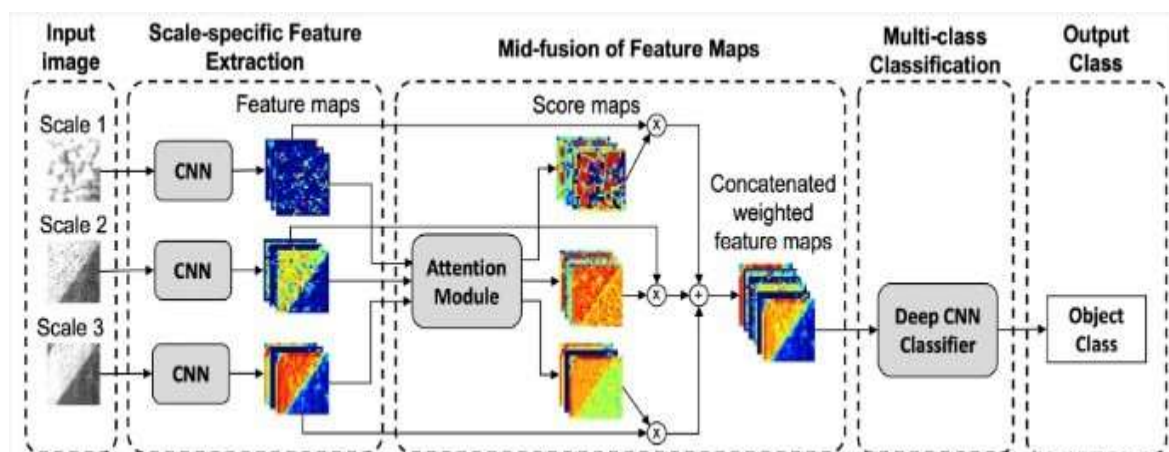 Input
image
Scale-specific Feature
Extraction
Mid-fusion of Feature Maps
Multi-class
Classification
Output
Class
Feature maps
Score maps
Scale 1
CNN
X
Concatenated
weighted
feature maps
Scale 2
CNN
Attention
Module
X
+
Deep CNN
Classifier
Object
Class
Scale 3
CNN
X